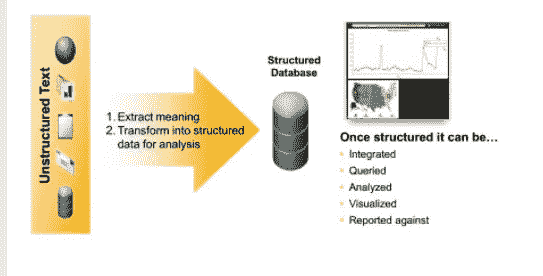 Unstructured Text
1. Extract meaning
2. Transform into structured
data for analysis
Structured
Database
Once structured it can be...
Integrated
Queried
Analyzed
Visualized
Reported against